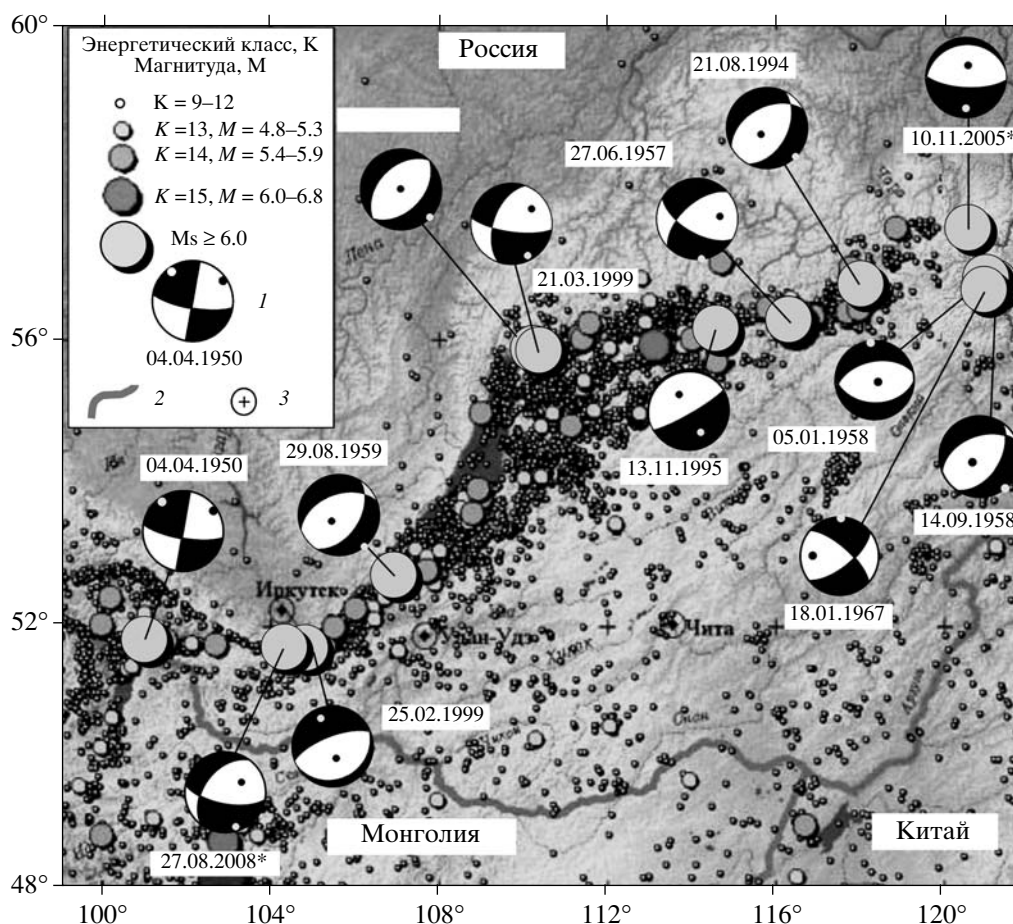 60°
56°
52°
48°
Энергетический класс, K
Магнитуда, M
K = 9–12
K =13, M = 4.8–5.3
K =14, M = 5.4–5.9
K =15, M = 6.0–6.8
Ms ≥ 6.0
1
04.04.1950
2
3
Россия
21.08.1994
10.11.2005*
27.06.1957
21.03.1999
Лена
29.08.1959
04.04.1950
13.11.1995
05.01.1958
14.09.1958
18.01.1967
Иркутск
Улан-Удэ
Чита
Хилок
25.02.1999
Онон
Аргунь
27.08.2008*
Монголия
Китай
100°
104°
108°
112°
116°
120°